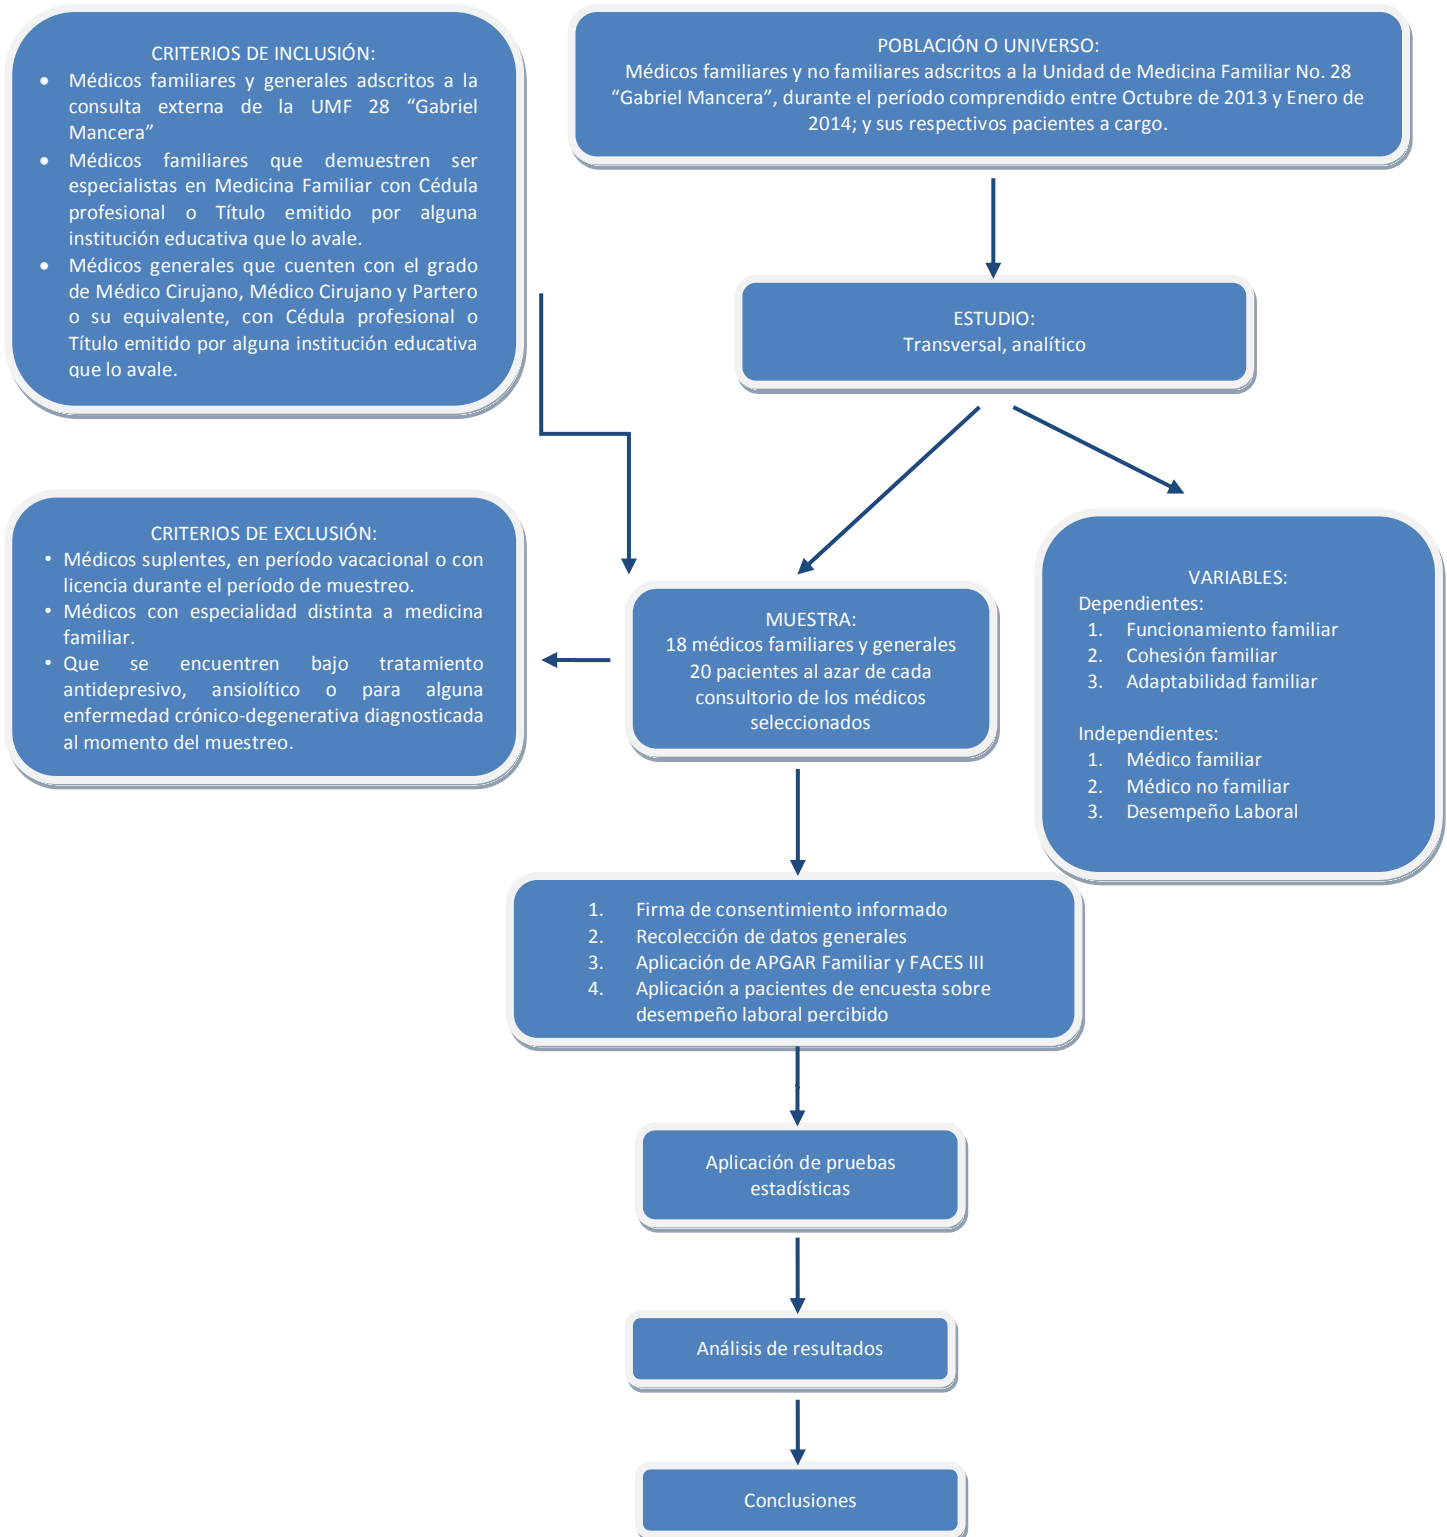 CRITERIOS DE INCLUSIÓN:
• Médicos familiares y generales adscritos a la
consulta externa de la UMF 28 “Gabriel
Mancera”
• Médicos familiares que demuestren ser
especialistas en Medicina Familiar con Cédula
profesional o Título emitido por alguna
institución educativa que lo avale.
• Médicos generales que cuenten con el grado
de Médico Cirujano, Médico Cirujano y Partero
o su equivalente, con Cédula profesional o
Título emitido por alguna institución educativa
que lo avale.
POBLACIÓN O UNIVERSO:
Médicos familiares y no familiares adscritos a la Unidad de Medicina Familiar No. 28
“Gabriel Mancera”, durante el período comprendido entre Octubre de 2013 y Enero de
2014; y sus respectivos pacientes a cargo.
ESTUDIO:
Transversal, analítico
CRITERIOS DE EXCLUSIÓN:
• Médicos suplentes, en período vacacional o con
licencia durante el período de muestreo.
• Médicos con especialidad distinta a medicina
familiar.
• Que se encuentren bajo tratamiento
antidepresivo, ansiolítico o para alguna
enfermedad crónico-degenerativa diagnosticada
al momento del muestreo.
MUESTRA:
18 médicos familiares y generales
20 pacientes al azar de cada
consultorio de los médicos
seleccionados
VARIABLES:
Dependientes:
1. Funcionamiento familiar
2. Cohesión familiar
3. Adaptabilidad familiar
Independientes:
1. Médico familiar
2. Médico no familiar
3. Desempeño Laboral
1. Firma de consentimiento informado
2. Recolección de datos generales
3. Aplicación de APGAR Familiar y FACES III
4. Aplicación a pacientes de encuesta sobre
desempeño laboral percibido
Aplicación de pruebas
estadísticas
Análisis de resultados
Conclusiones